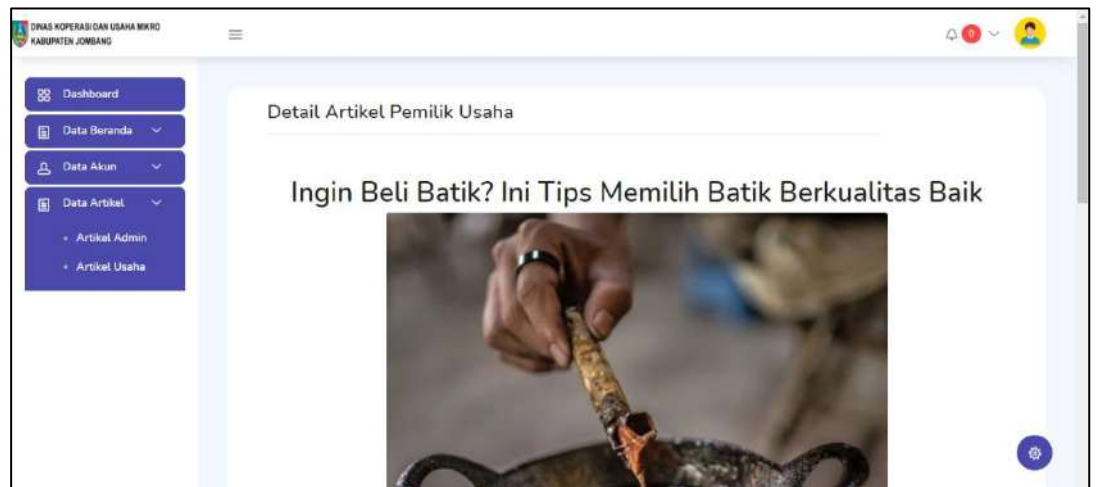 DINAS KOPERASI DAN USAHA MIKRO
KABUPATEN JOMBANG
0
Dashboard
Data Beranda
Data Akun
Data Artikel
Artikel Admin
Artikel Usaha
Detail Artikel Pemilik Usaha
Ingin Beli Batik? Ini Tips Memilih Batik Berkualitas Baik